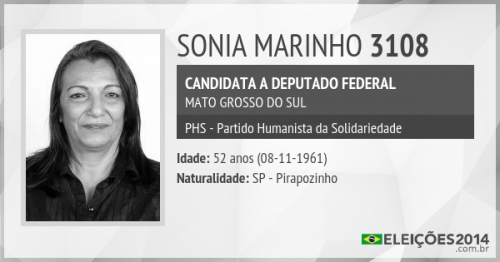 SONIA MARINHO 3108
CANDIDATA A DEPUTADO FEDERAL
MATO GROSSO DO SUL
PHS - Partido Humanista da Solidariedade
Idade: 52 anos (08-11-1961)
Naturalidade: SP - Pirapozinho
ELEIÇÕES2014
.com.br